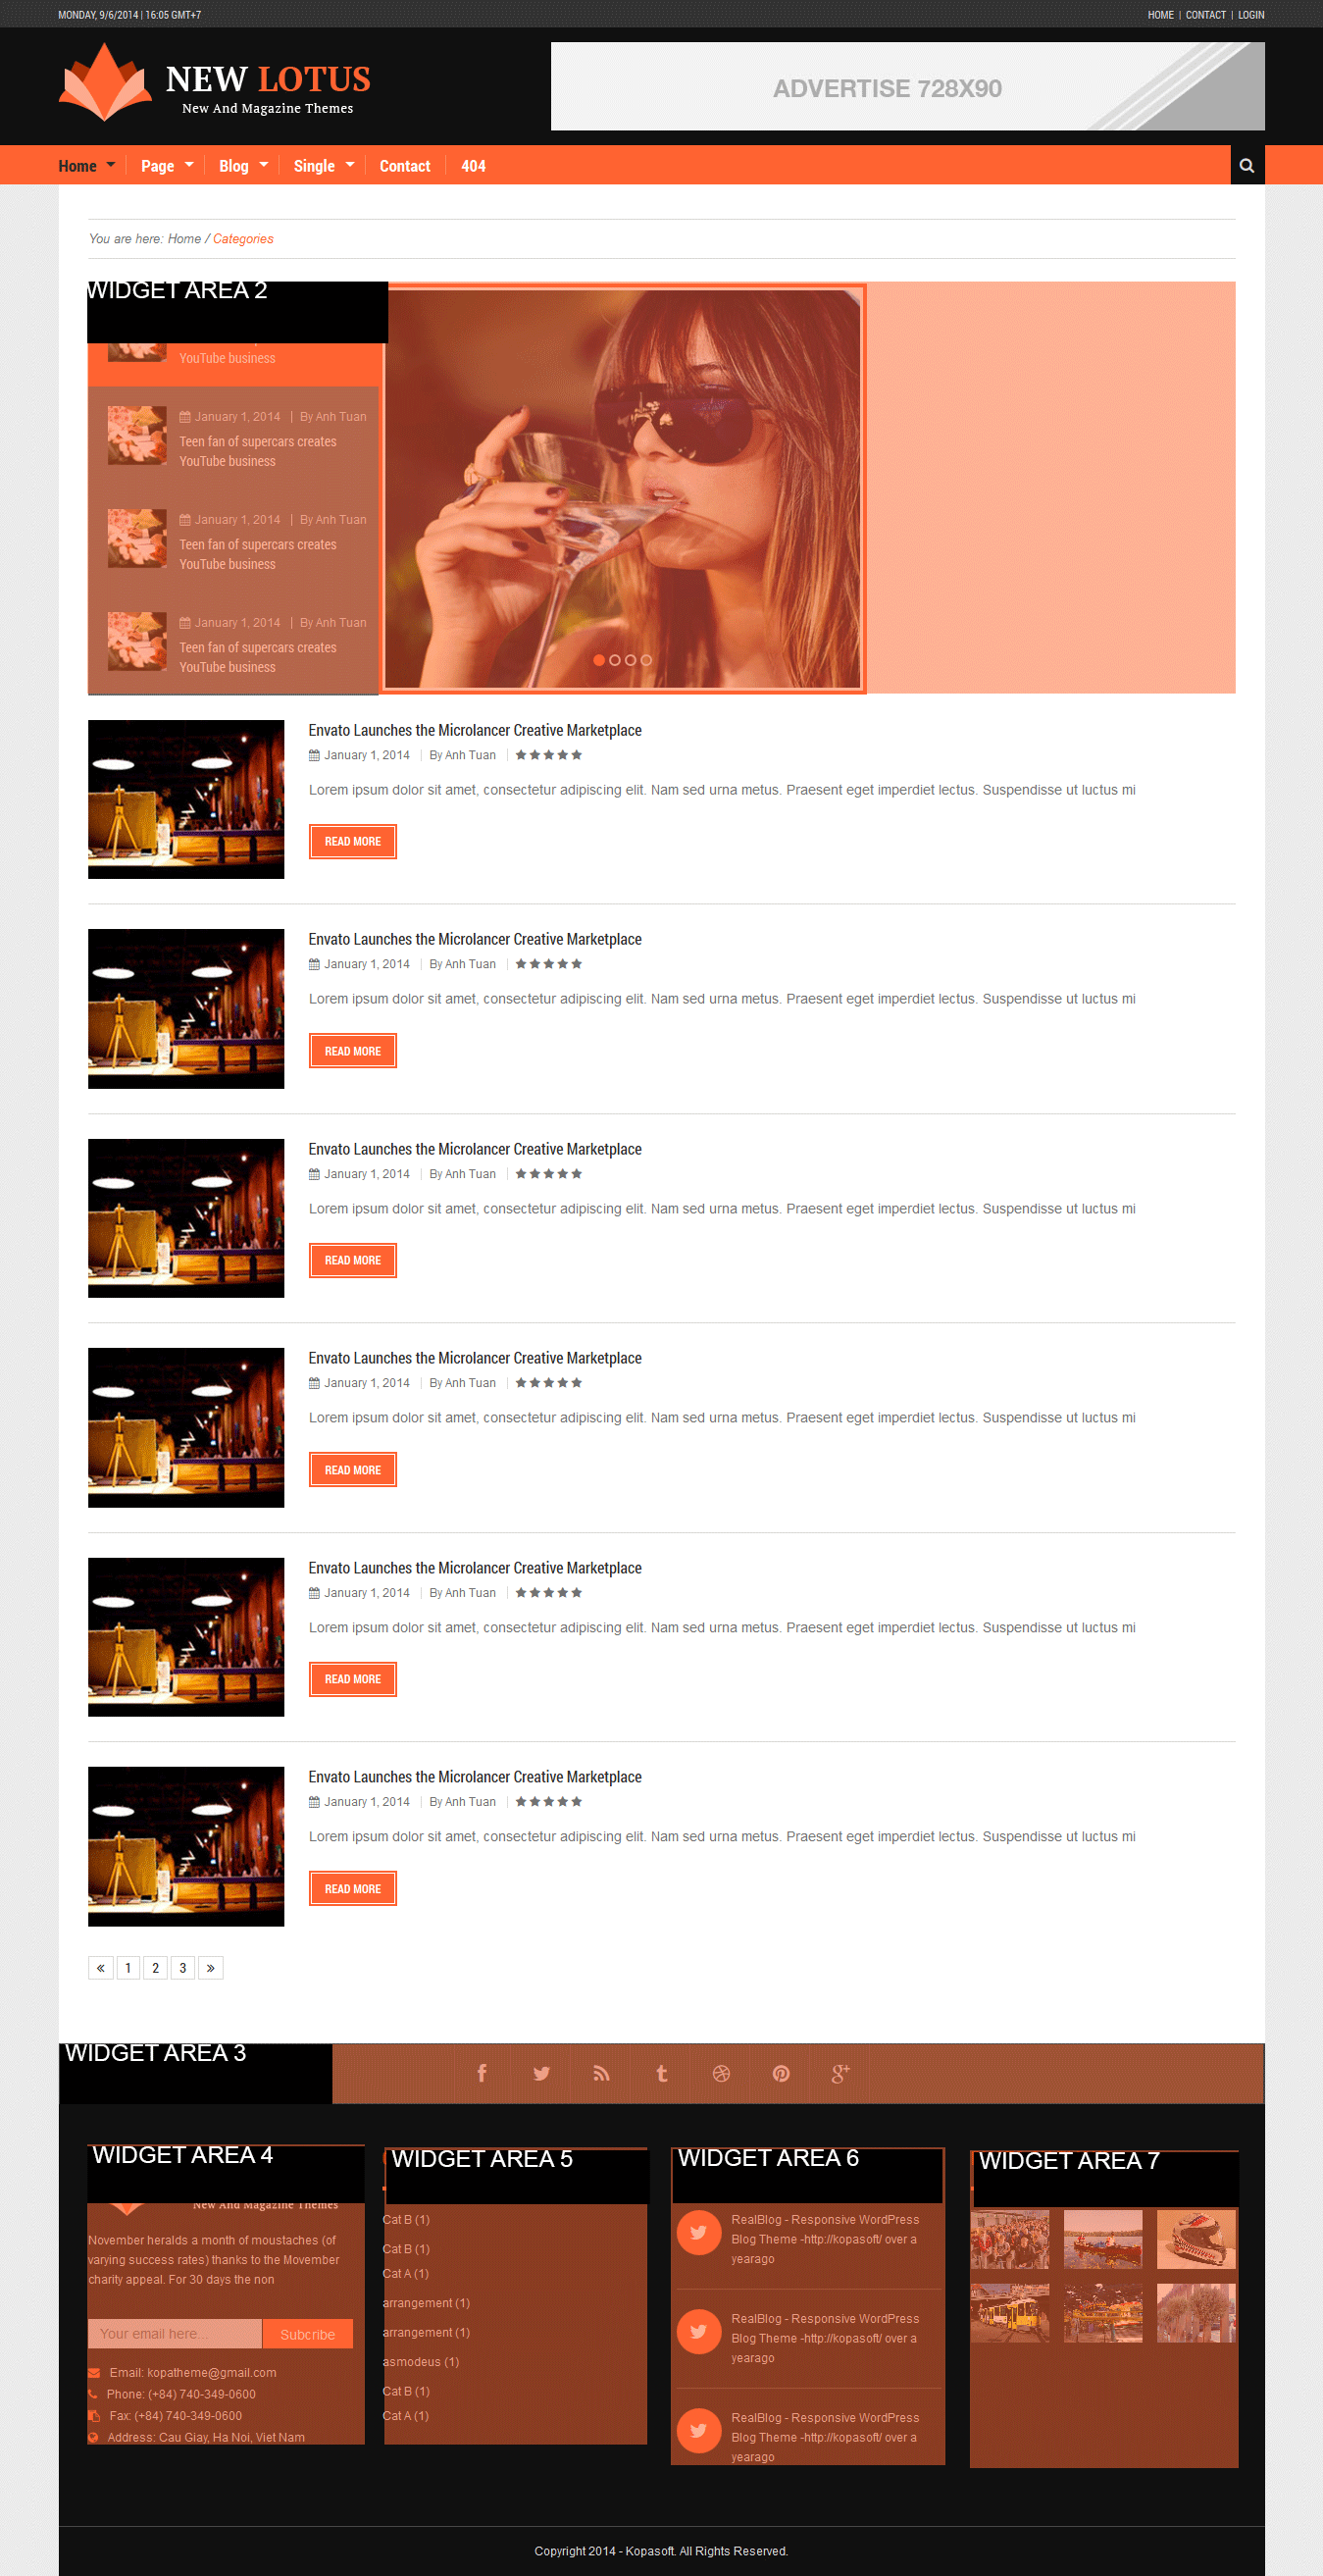 MONDAY, 9/6/2014 | 16:05 GMT+7
HOME | CONTACT | LOGIN
NEW LOTUS
New And Magazine Themes
ADVERTISE 728X90
Home
Page
Blog
Single
Contact
404
You are here: Home / Categories
WIDGET AREA 2
YouTube business
January 1, 2014 | By Anh Tuan
Teen fan of supercars creates
YouTube business
January 1, 2014 | By Anh Tuan
Teen fan of supercars creates
YouTube business
January 1, 2014 | By Anh Tuan
Teen fan of supercars creates
YouTube business
Envato Launches the Microlancer Creative Marketplace
January 1, 2014 | By Anh Tuan
Lorem ipsum dolor sit amet, consectetur adipiscing elit. Nam sed urna metus. Praesent eget imperdiet lectus. Suspendisse ut luctus mi
READ MORE
Envato Launches the Microlancer Creative Marketplace
January 1, 2014 | By Anh Tuan
Lorem ipsum dolor sit amet, consectetur adipiscing elit. Nam sed urna metus. Praesent eget imperdiet lectus. Suspendisse ut luctus mi
READ MORE
Envato Launches the Microlancer Creative Marketplace
January 1, 2014 | By Anh Tuan
Lorem ipsum dolor sit amet, consectetur adipiscing elit. Nam sed urna metus. Praesent eget imperdiet lectus. Suspendisse ut luctus mi
READ MORE
Envato Launches the Microlancer Creative Marketplace
January 1, 2014 | By Anh Tuan
Lorem ipsum dolor sit amet, consectetur adipiscing elit. Nam sed urna metus. Praesent eget imperdiet lectus. Suspendisse ut luctus mi
READ MORE
Envato Launches the Microlancer Creative Marketplace
January 1, 2014 | By Anh Tuan
Lorem ipsum dolor sit amet, consectetur adipiscing elit. Nam sed urna metus. Praesent eget imperdiet lectus. Suspendisse ut luctus mi
READ MORE
Envato Launches the Microlancer Creative Marketplace
January 1, 2014 | By Anh Tuan
Lorem ipsum dolor sit amet, consectetur adipiscing elit. Nam sed urna metus. Praesent eget imperdiet lectus. Suspendisse ut luctus mi
READ MORE
« 1 2 3 »
WIDGET AREA 3
WIDGET AREA 4
New And Magazine Themes
November heralds a month of moustaches (of
varying success rates) thanks to the Movember
charity appeal. For 30 days the non
Your email here...
Subcribe
Email: kopatheme@gmail.com
Phone: (+84) 740-349-0600
Fax: (+84) 740-349-0600
Address: Cau Giay, Ha Noi, Viet Nam
WIDGET AREA 5
Cat B (1)
Cat B (1)
Cat A (1)
arrangement (1)
arrangement (1)
asmodeus (1)
Cat B (1)
Cat A (1)
WIDGET AREA 6
RealBlog - Responsive WordPress
Blog Theme -http://kopasoft/ over a
yearago
RealBlog - Responsive WordPress
Blog Theme -http://kopasoft/ over a
yearago
RealBlog - Responsive WordPress
Blog Theme -http://kopasoft/ over a
yearago
WIDGET AREA 7
Copyright 2014 - Kopasoft. All Rights Reserved.